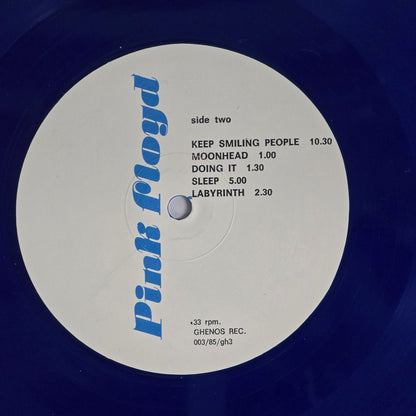 Pink floyd
side two
KEEP SMILING PEOPLE 10.30
MOONHEAD 1.00
DOING IT 1.30
SLEEP 5.00
LABYRINTH 2.30
33 rpm.
GHENOS REC.
003/85/gh3